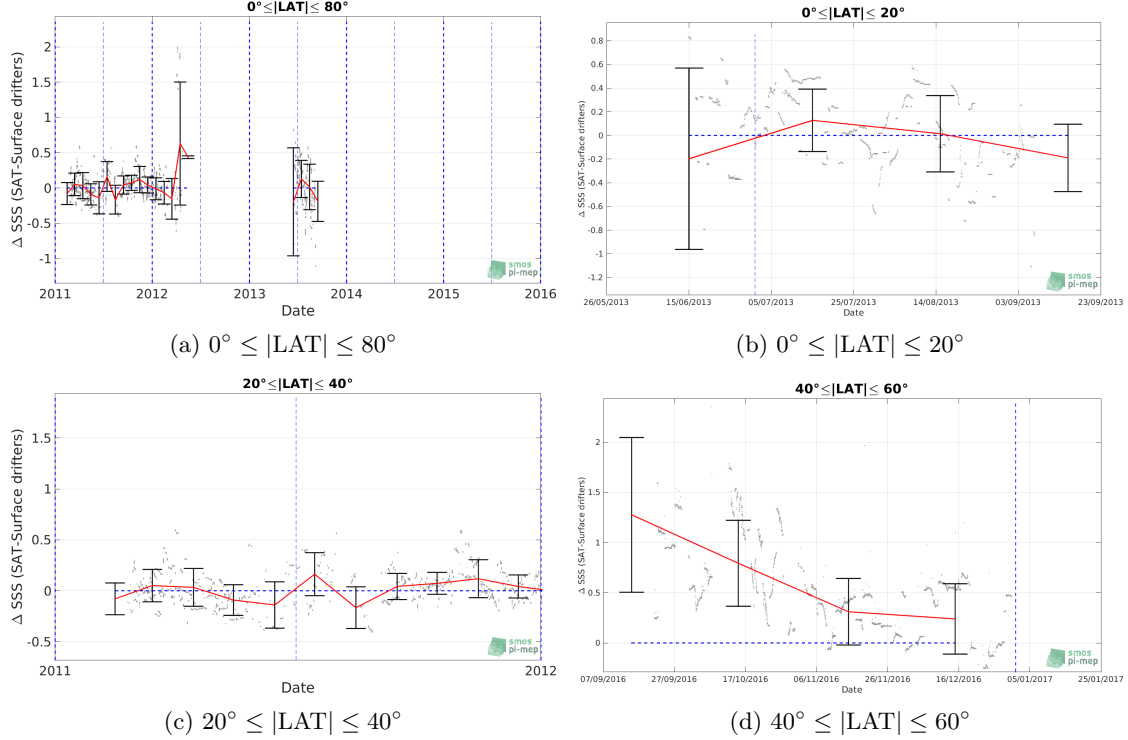 0°≤|LAT|≤ 80°
Δ SSS (SAT-Surface drifters)
2
1.5
1
0.5
0
-0.5
-1
2011 2012 2013 2014 2015 2016
Date
smos
pi-mep
(a) 0° ≤ |LAT| ≤ 80°
0°≤|LAT|≤ 20°
Δ SSS (SAT-Surface drifters)
0.8
0.6
0.4
0.2
0
-0.2
-0.4
-0.6
-0.8
-1
-1.2
26/05/2013 15/06/2013 05/07/2013 25/07/2013 14/08/2013 03/09/2013 23/09/2013
Date
smos
pi-mep
(b) 0° ≤ |LAT| ≤ 20°
20°≤|LAT|≤ 40°
Δ SSS (SAT-Surface drifters)
1.5
1
0.5
0
-0.5
2011 2012
Date
smos
pi-mep
(c) 20° ≤ |LAT| ≤ 40°
40°≤|LAT|≤ 60°
Δ SSS (SAT-Surface drifters)
2
1.5
1
0.5
0
07/09/2016 27/09/2016 17/10/2016 06/11/2016 26/11/2016 16/12/2016 05/01/2017 25/01/2017
Date
smos
pi-mep
(d) 40° ≤ |LAT| ≤ 60°